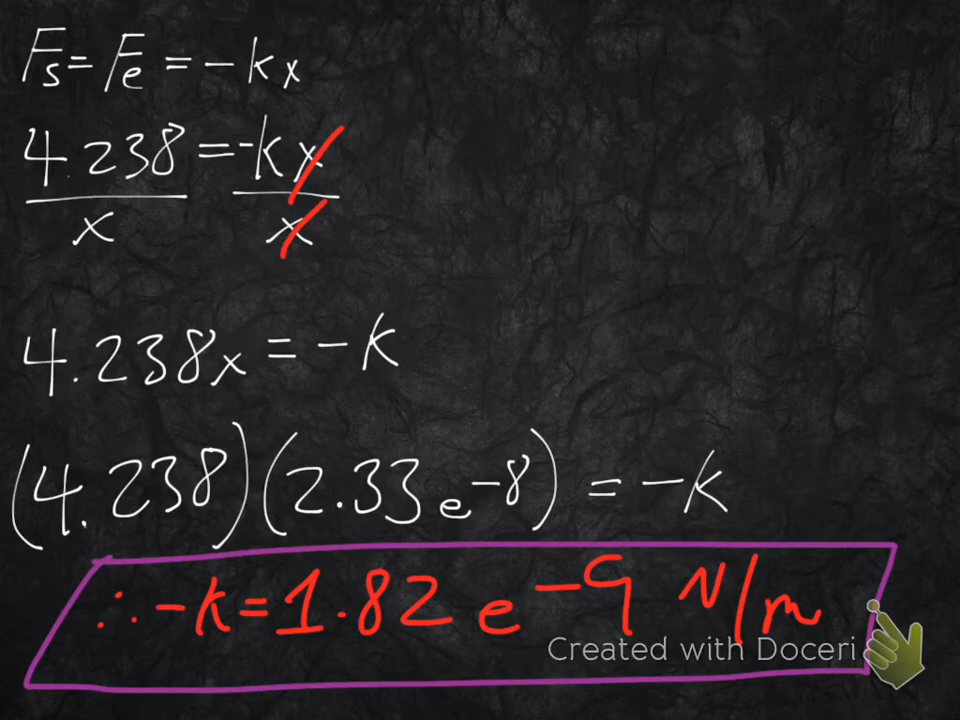 Fs = Fe = -kx
4.238 = -kx
x x
4.238x = -k
(4.238)(2.33e-8) = -k
∴ -k = 1.82 e-9 N/m
Created with Doceri